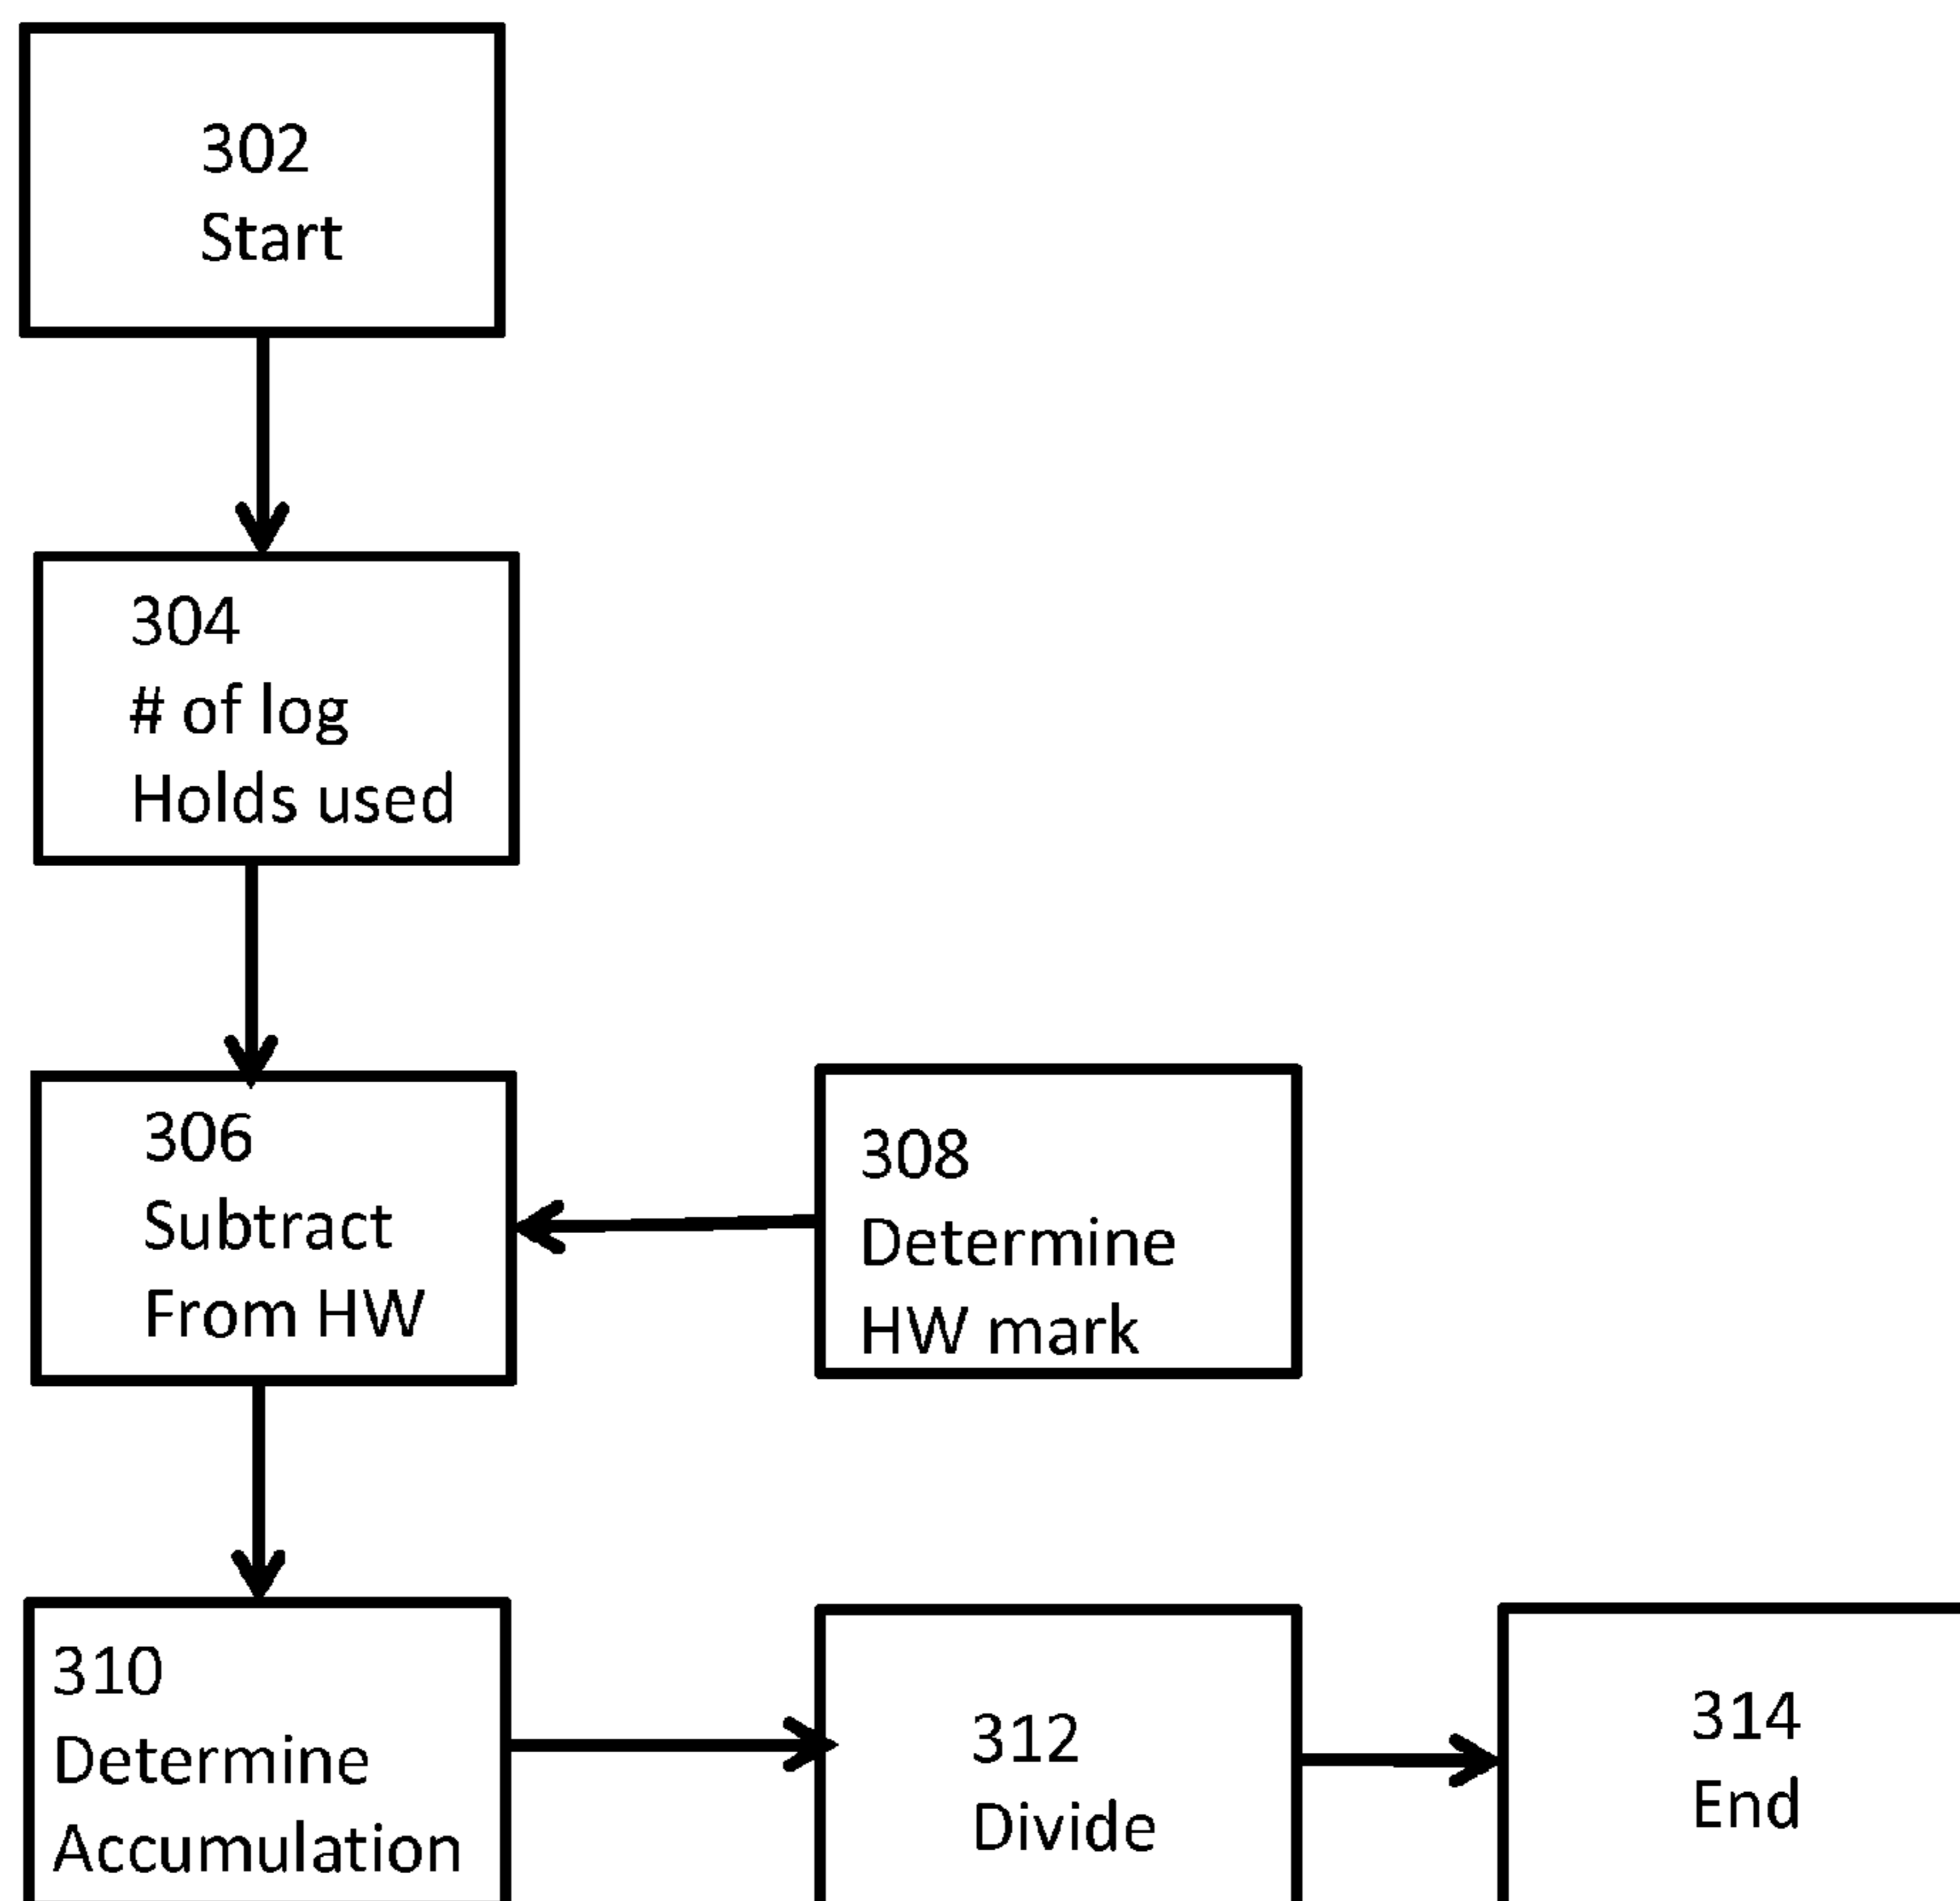 302
Start
304
# of log
Holds used
306
Subtract
From HW
308
Determine
HW mark
310
Determine
Accumulation
312
Divide
314
End